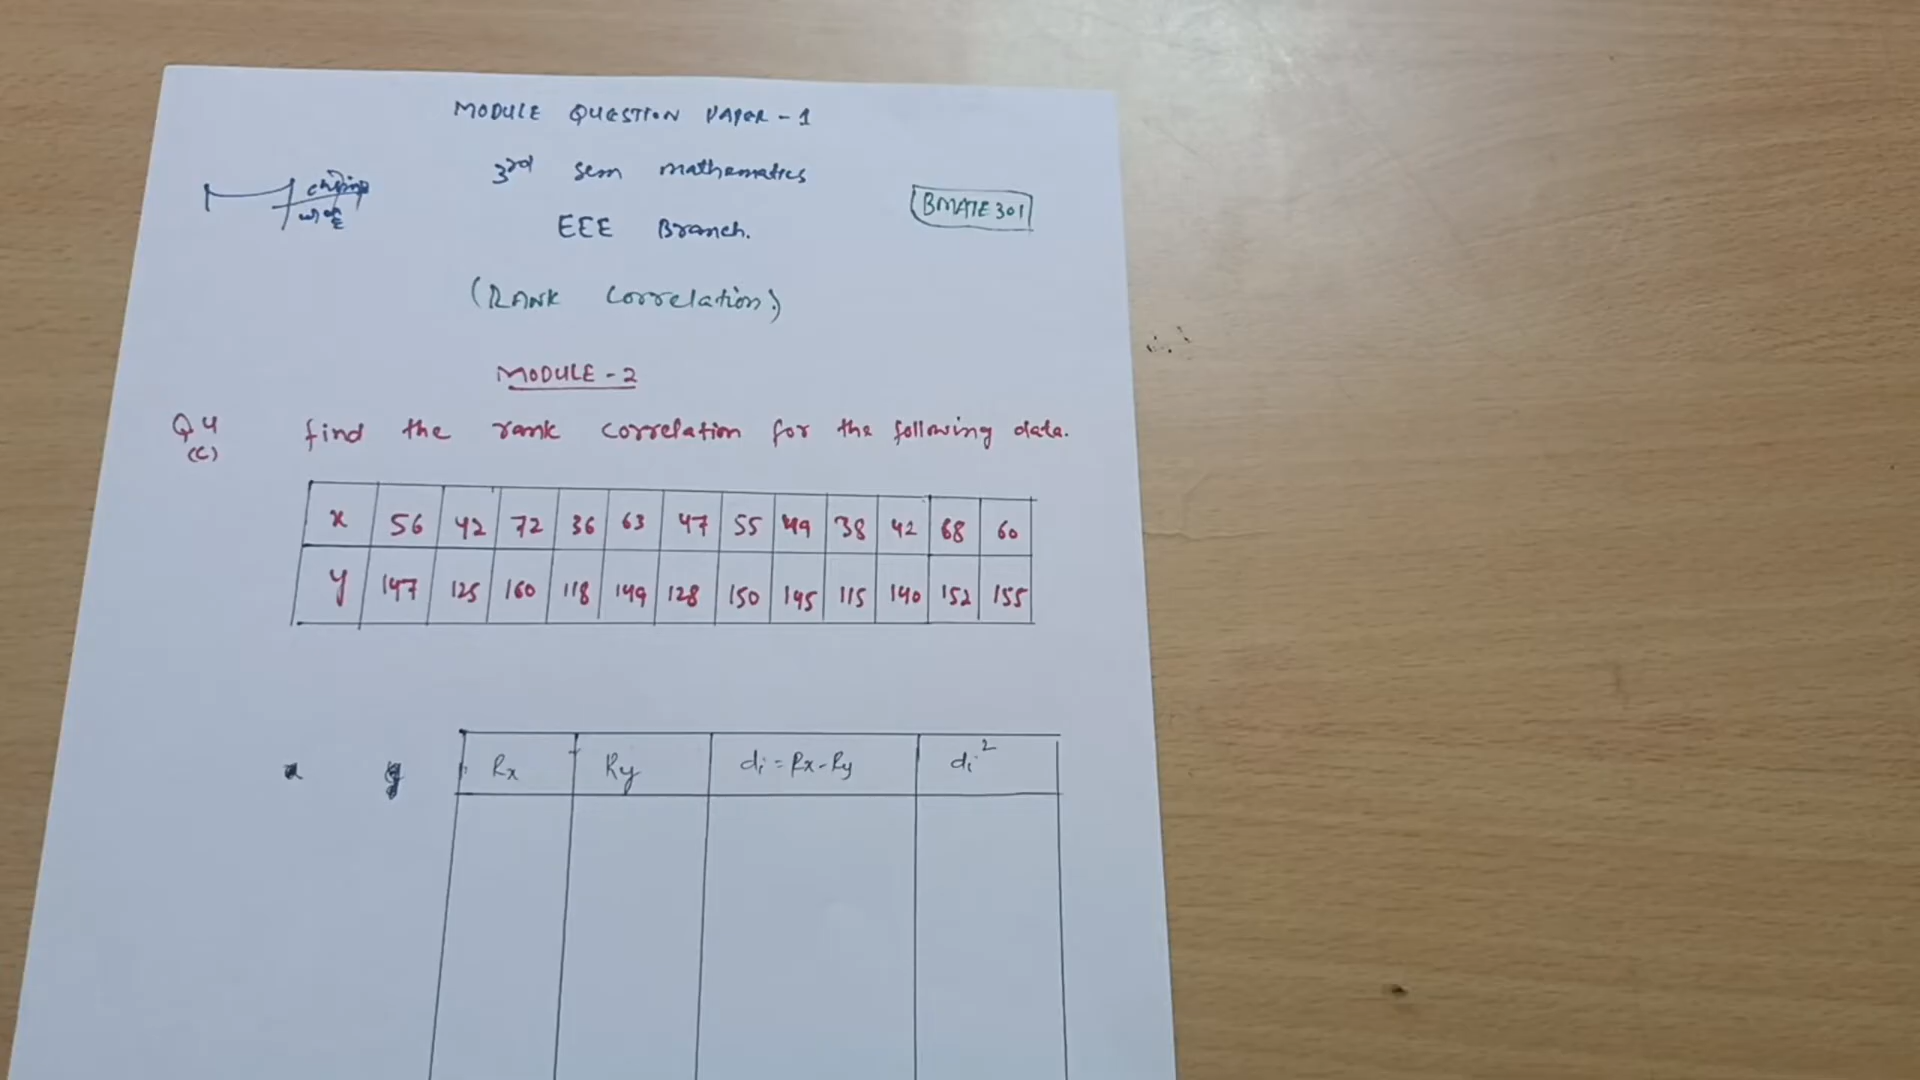 MODULE QUESTION PAPER - 1
3rd sem mathematics
BMATE301
EEE Branch.
(RANK Correlation)
MODULE - 2
Q4 find the rank correlation for the following data.
(c)
x 56 42 72 36 63 47 55 49 38 42 68 60
y 147 125 160 118 149 128 150 145 115 140 152 155
x y Rx Ry di = Rx-Ry di²